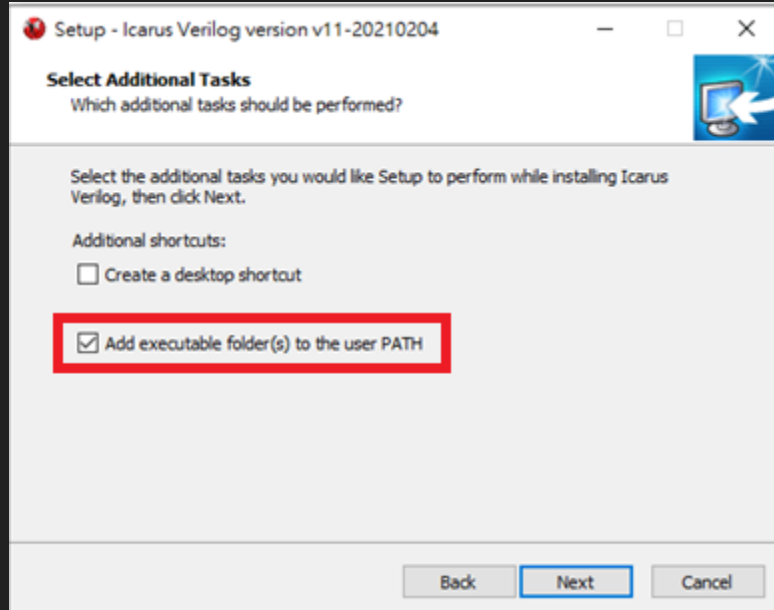 Setup - Icarus Verilog version v11-20210204
Select Additional Tasks
Which additional tasks should be performed?
Select the additional tasks you would like Setup to perform while installing Icarus
Verilog, then click Next.
Additional shortcuts:
Create a desktop shortcut
Add executable folder(s) to the user PATH
Back Next Cancel